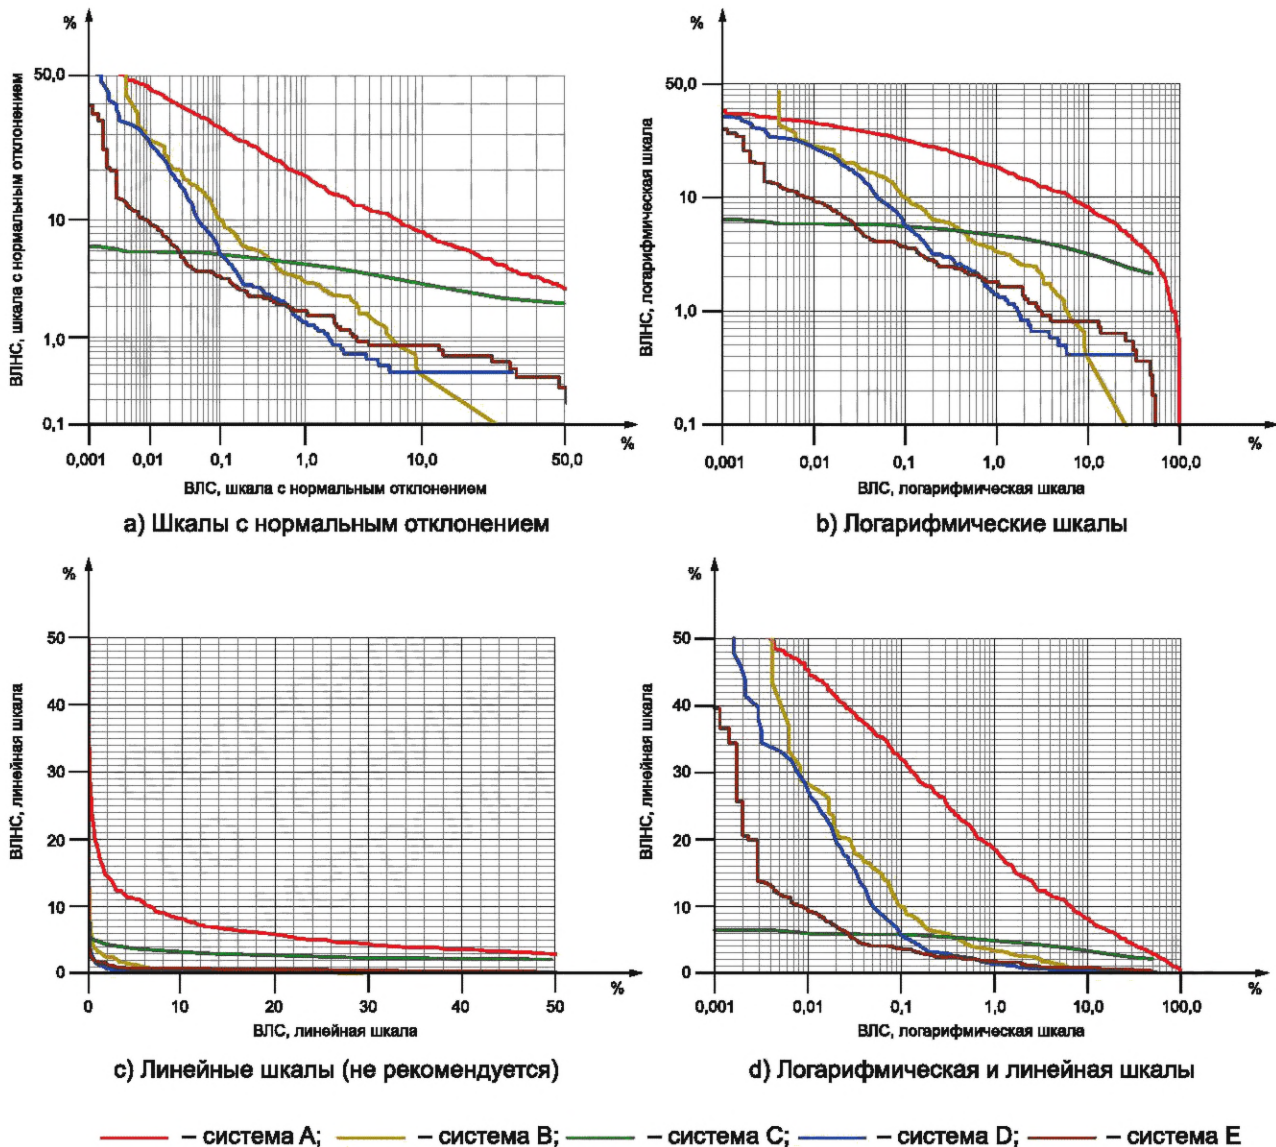 %
50,0
10
1,0
0,1
ВЛНС, шкала с нормальным отклонением
0,001 0,01 0,1 1,0 10,0 50,0
%
ВЛС, шкала с нормальным отклонением
a) Шкалы с нормальным отклонением
%
50,0
10
1,0
0,1
ВЛНС, логарифмическая шкала
0,001 0,01 0,1 1,0 10,0 100,0
%
ВЛС, логарифмическая шкала
b) Логарифмические шкалы
%
50
40
30
20
10
0
ВЛНС, линейная шкала
0 10 20 30 40 50
%
ВЛС, линейная шкала
c) Линейные шкалы (не рекомендуется)
%
50
40
30
20
10
0
ВЛНС, линейная шкала
0,001 0,01 0,1 1,0 10,0 100,0
%
ВЛС, логарифмическая шкала
d) Логарифмическая и линейная шкалы
– система A; – система B; – система C; – система D; – система E